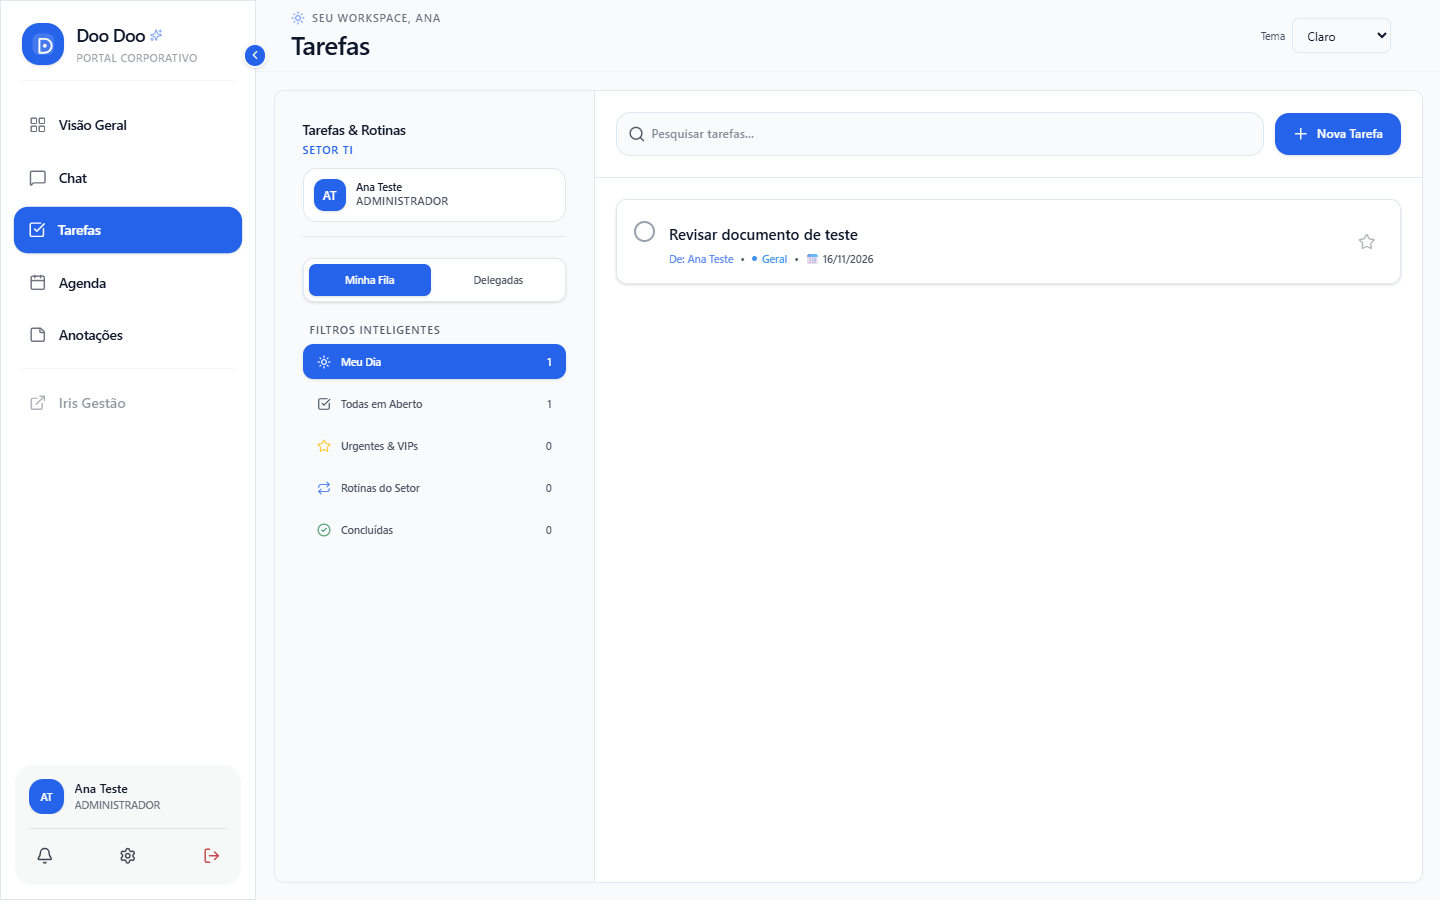 Doo Doo
PORTAL CORPORATIVO
Visão Geral
Chat
Tarefas
Agenda
Anotações
Iris Gestão
AT
Ana Teste
ADMINISTRADOR
SEU WORKSPACE, ANA
Tarefas
Tema
Claro
Tarefas & Rotinas
SETOR TI
AT
Ana Teste
ADMINISTRADOR
Minha Fila
Delegadas
FILTROS INTELIGENTES
Meu Dia 1
Todas em Aberto 1
Urgentes & VIPs 0
Rotinas do Setor 0
Concluídas 0
Pesquisar tarefas...
Nova Tarefa
Revisar documento de teste
De: Ana Teste • Geral • 16/11/2026